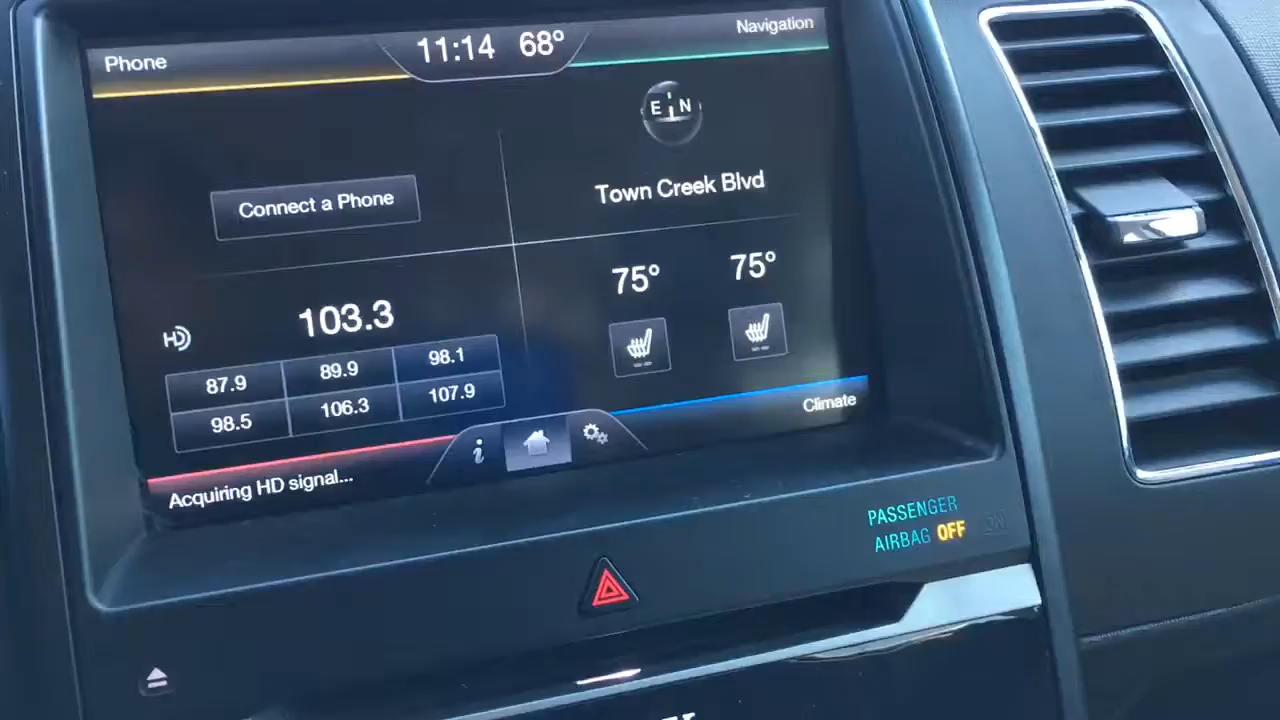 Phone
11:14 68°
Navigation
E N
Connect a Phone
Town Creek Blvd
HD
103.3
75° 75°
87.9 89.9 98.1
98.5 106.3 107.9
Climate
i
Acquiring HD signal...
PASSENGER
AIRBAG OFF